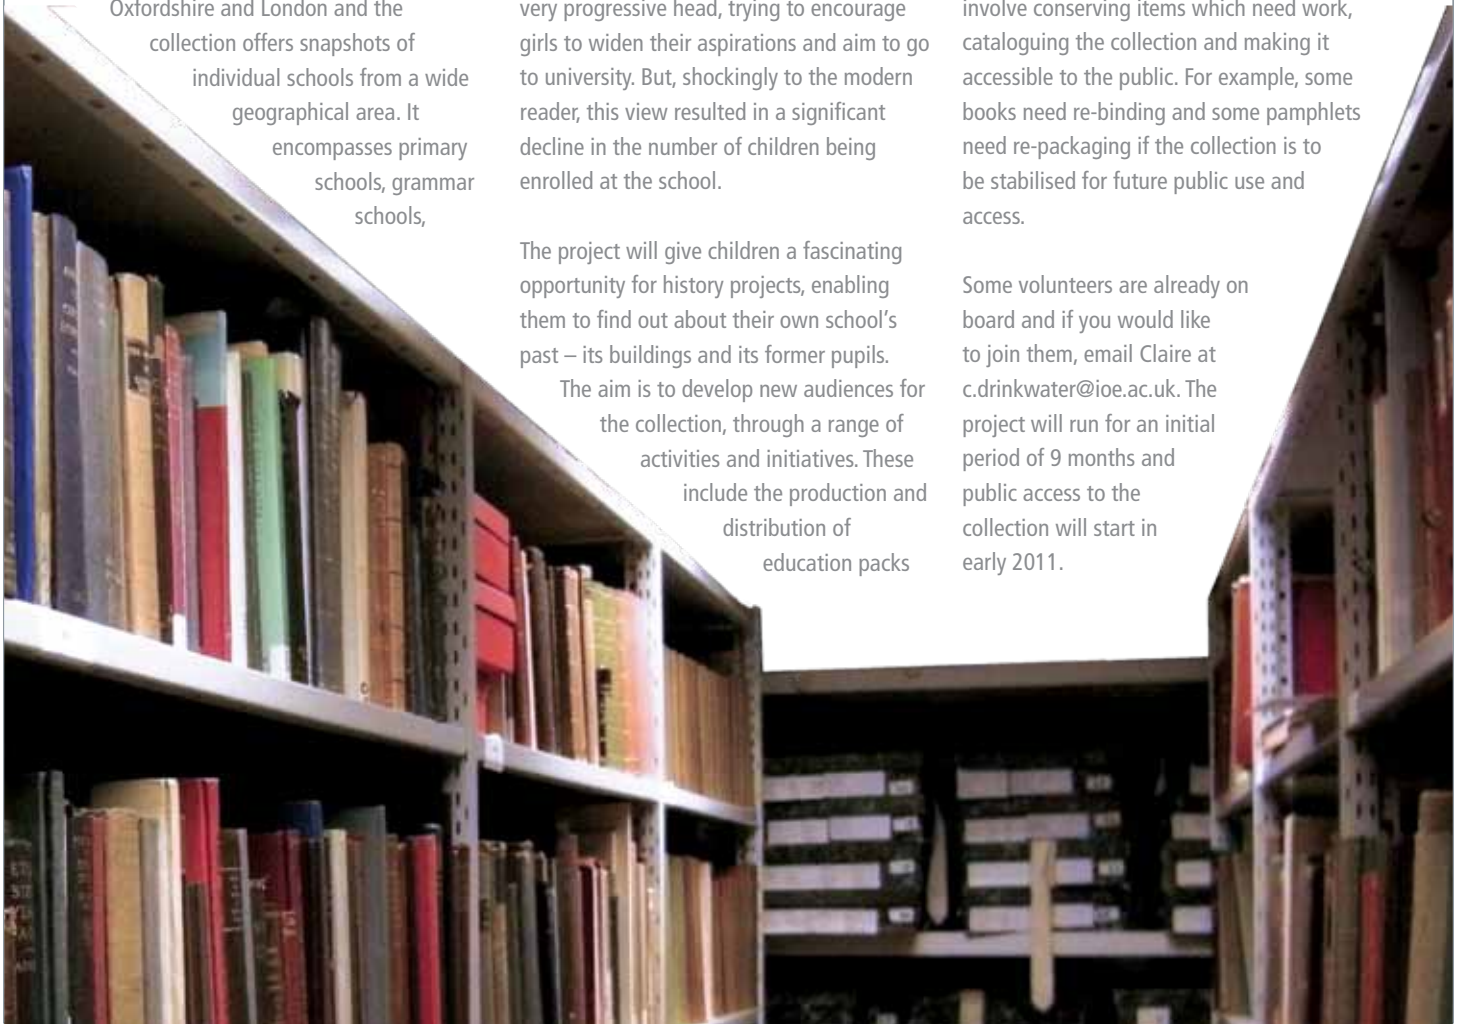 Oxfordshire and London and the
collection offers snapshots of
individual schools from a wide
geographical area. It
encompasses primary
schools, grammar
schools,
very progressive head, trying to encourage
girls to widen their aspirations and aim to go
to university. But, shockingly to the modern
reader, this view resulted in a significant
decline in the number of children being
enrolled at the school.
The project will give children a fascinating
opportunity for history projects, enabling
them to find out about their own school's
past – its buildings and its former pupils.
The aim is to develop new audiences for
the collection, through a range of
activities and initiatives. These
include the production and
distribution of
education packs
involve conserving items which need work,
cataloguing the collection and making it
accessible to the public. For example, some
books need re-binding and some pamphlets
need re-packaging if the collection is to
be stabilised for future public use and
access.
Some volunteers are already on
board and if you would like
to join them, email Claire at
c.drinkwater@ioe.ac.uk. The
project will run for an initial
period of 9 months and
public access to the
collection will start in
early 2011.